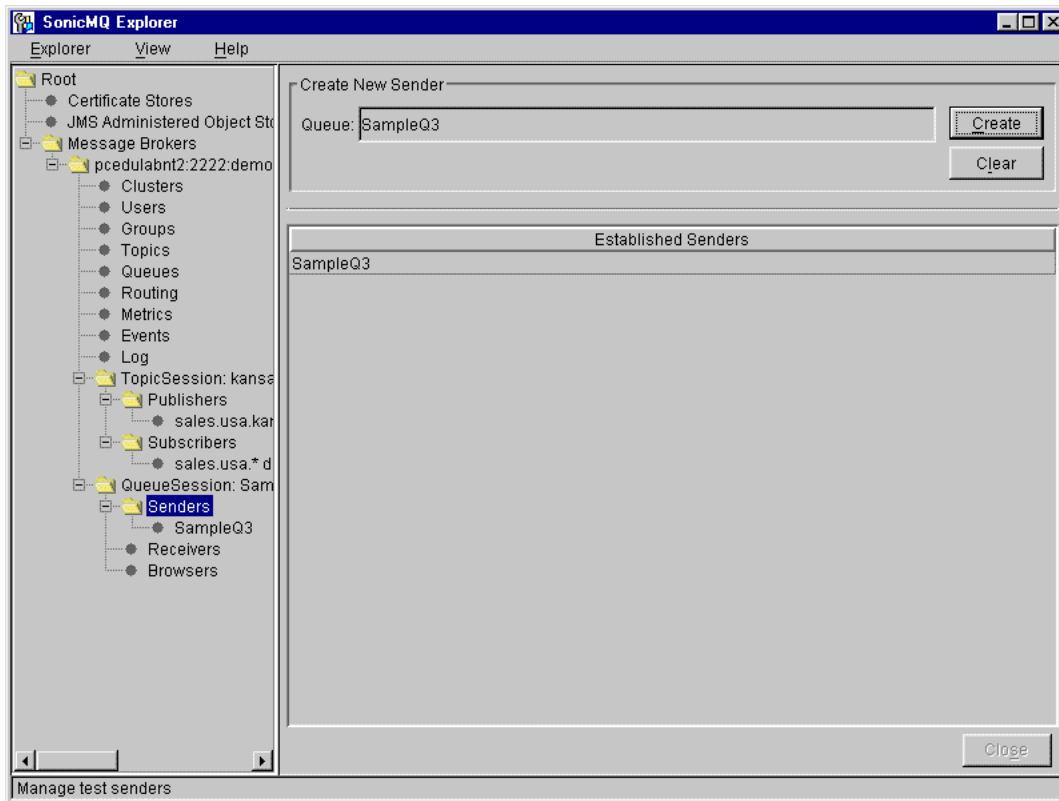 SonicMQ Explorer
Explorer View Help
Root
Certificate Stores
JMS Administered Object Sto
Message Brokers
pcedulabnt2:2222:demo
Clusters
Users
Groups
Topics
Queues
Routing
Metrics
Events
Log
TopicSession: kansa
Publishers
sales.usa.kar
Subscribers
sales.usa.* d
QueueSession: Sam
Senders
SampleQ3
Receivers
Browsers
Create New Sender
Queue: SampleQ3
Create
Clear
Established Senders
SampleQ3
Close
Manage test senders